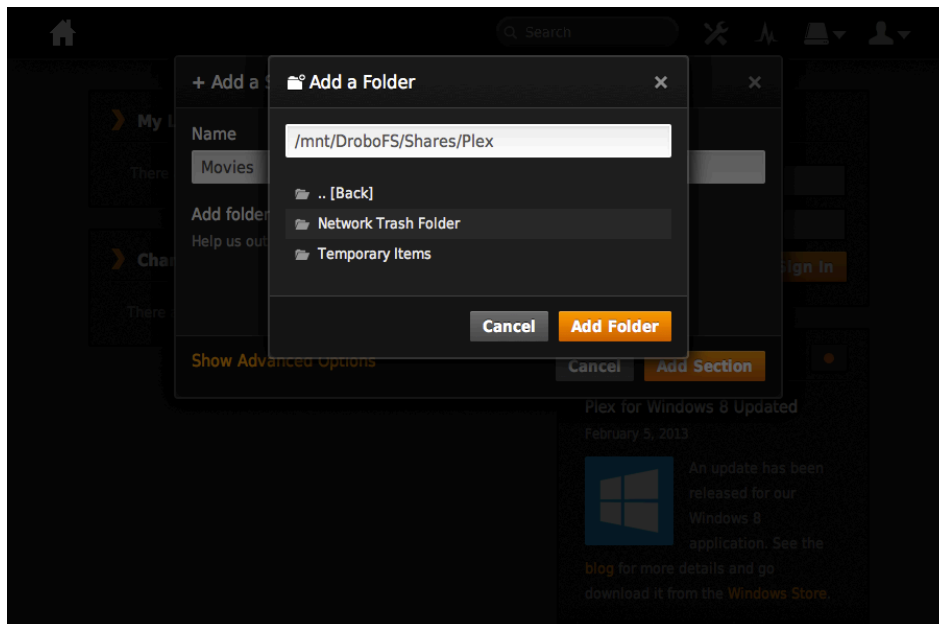 Search
+ Add a S
Add a Folder
My L
Name
/mnt/DroboFS/Shares/Plex
Movies
There
.. [Back]
Add folder
Network Trash Folder
Help us out
Temporary Items
Chan
Sign In
There
Cancel
Add Folder
Show Advanced Options
Cancel
Add Section
Plex for Windows 8 Updated
February 5, 2013
An update has been
released for our
Windows 8
application. See the
blog for more details and go
download it from the Windows Store.